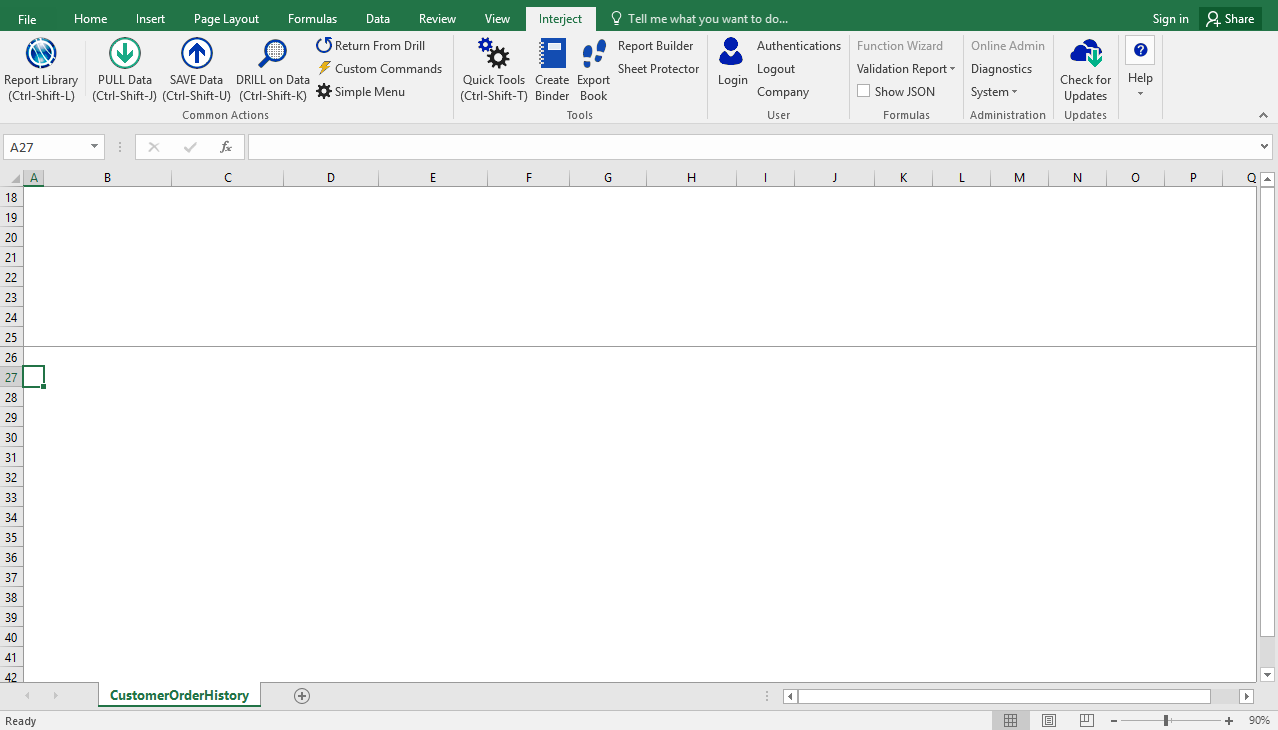 File Home Insert Page Layout Formulas Data Review View Interject Tell me what you want to do... Sign in Share
Report Library
(Ctrl-Shift-L)
PULL Data
(Ctrl-Shift-J)
SAVE Data
(Ctrl-Shift-U)
DRILL on Data
(Ctrl-Shift-K)
Return From Drill
Custom Commands
Simple Menu
Common Actions
Quick Tools
(Ctrl-Shift-T)
Create
Binder
Export
Book
Report Builder
Sheet Protector
Tools
Login
Authentications
Logout
Company
User
Function Wizard
Validation Report
Show JSON
Formulas
Online Admin
Diagnostics
System
Administration
Check for
Updates
Updates
?
Help
A27 fx
A B C D E F G H I J K L M N O P Q
18
19
20
21
22
23
24
25
26
27
28
29
30
31
32
33
34
35
36
37
38
39
40
41
42
CustomerOrderHistory
Ready 90%